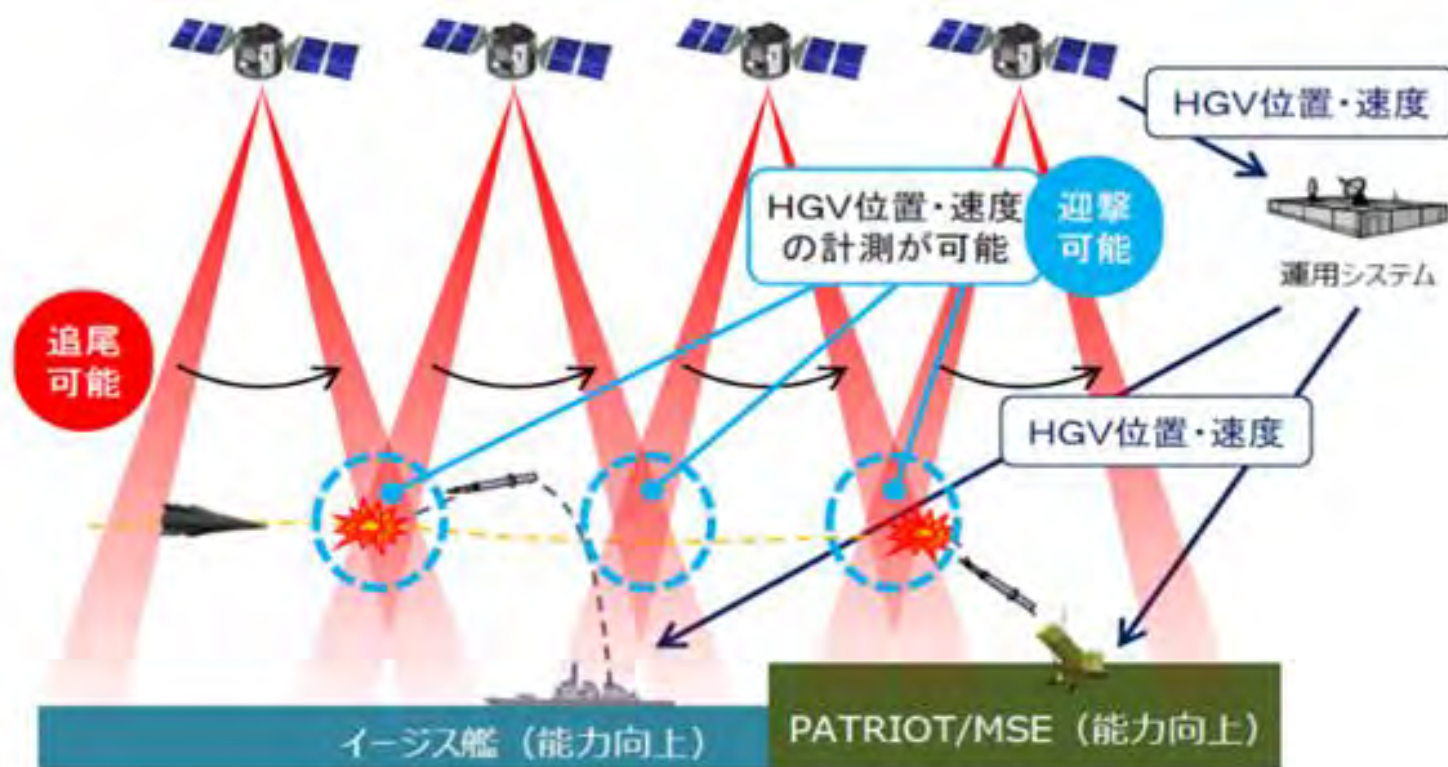 HGV位置・速度
HGV位置・速度
の計測が可能
迎撃
可能
運用システム
追尾
可能
HGV位置・速度
イージス艦（能力向上）
PATRIOT/MSE（能力向上）